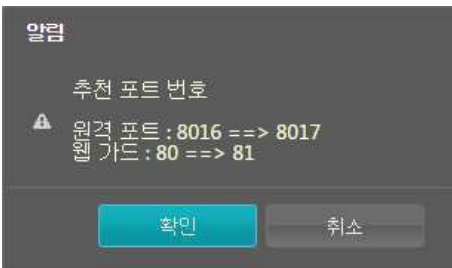 알림
추천 포트 번호
원격 포트 : 8016 ==> 8017
웹 가드 : 80 ==> 81
확인
취소